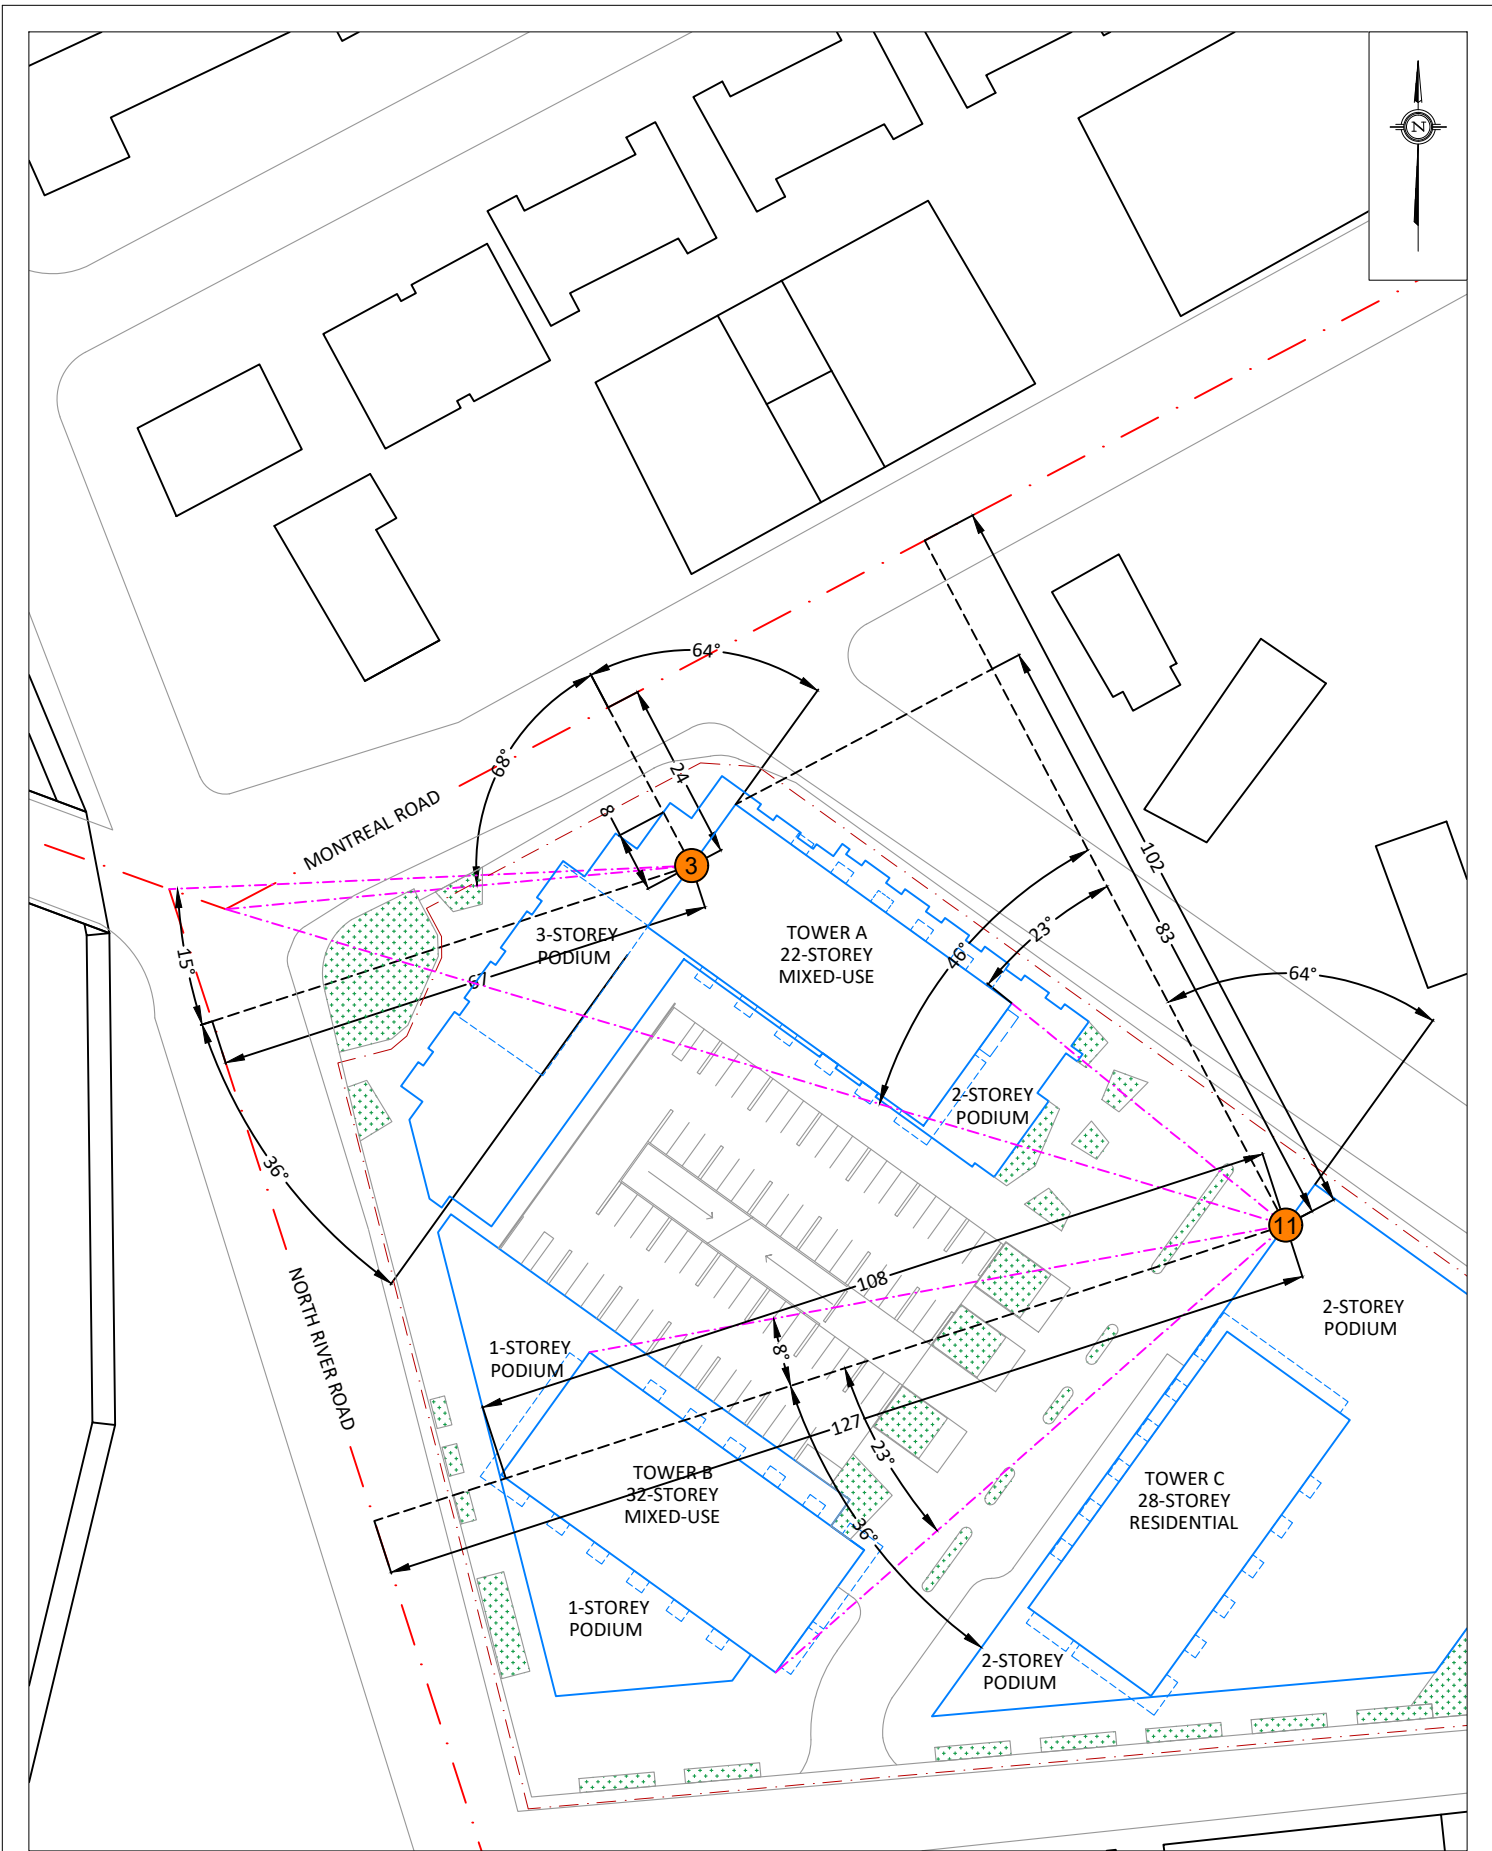 N
64°
68°
24
8
3
MONTREAL ROAD
102
83
3-STOREY
PODIUM
TOWER A
22-STOREY
MIXED-USE
23°
46°
64°
15°
67
2-STOREY
PODIUM
36°
11
108
NORTH RIVER ROAD
1-STOREY
PODIUM
8°
2-STOREY
PODIUM
127
23°
TOWER B
32-STOREY
MIXED-USE
TOWER C
28-STOREY
RESIDENTIAL
36°
1-STOREY
PODIUM
2-STOREY
PODIUM